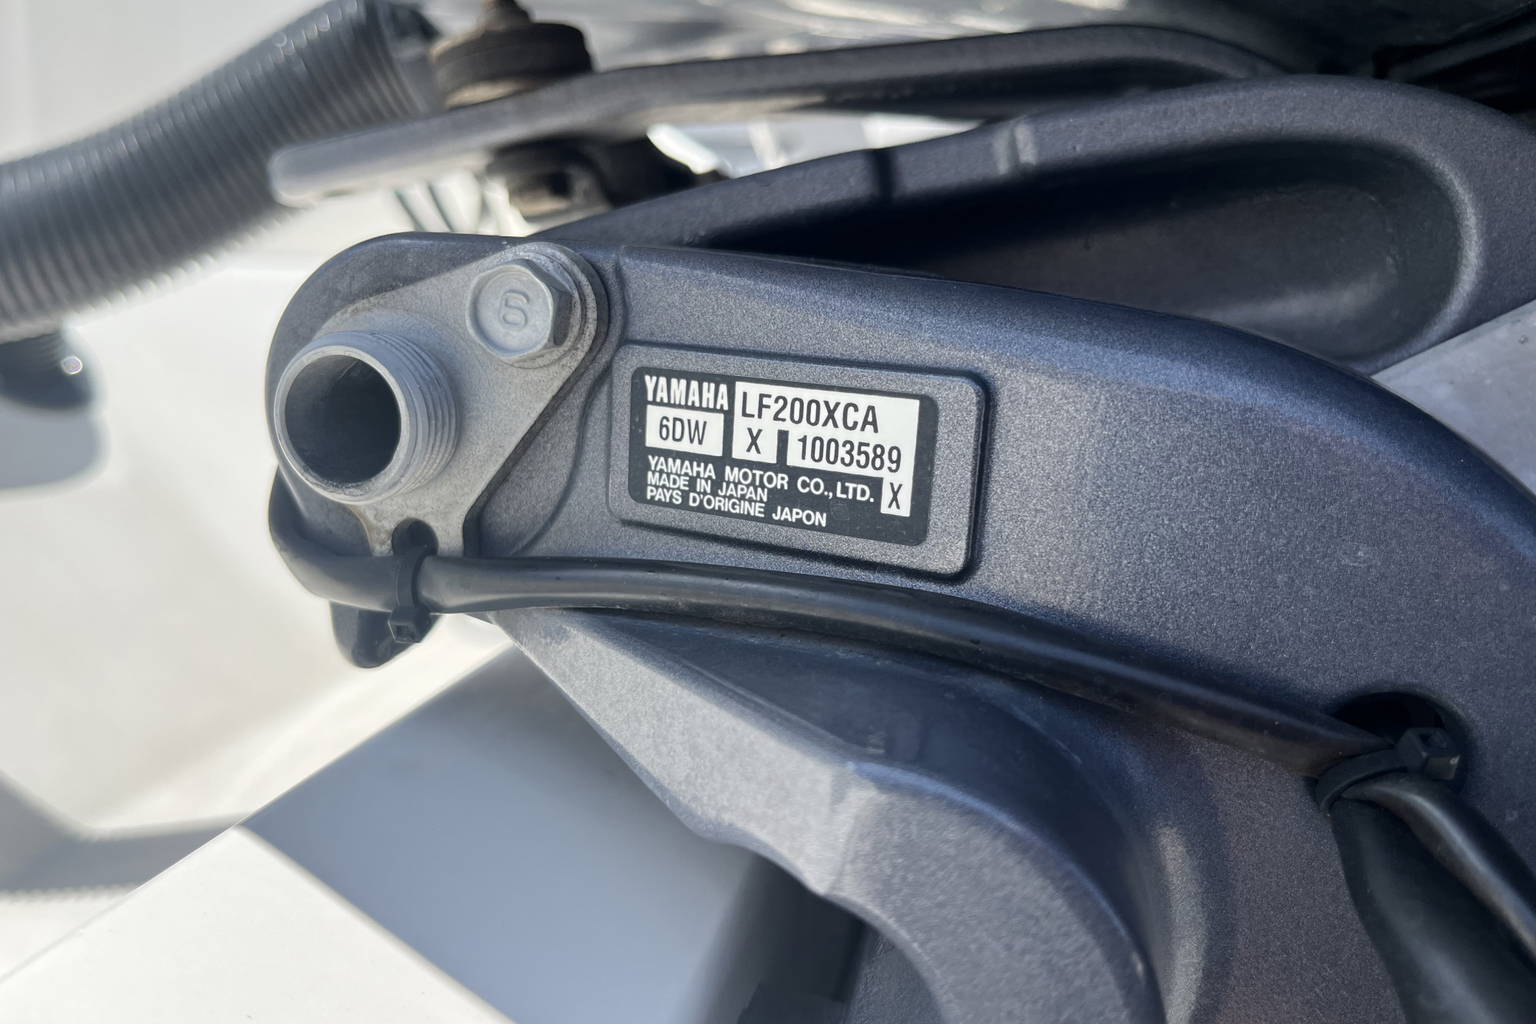 6
YAMAHA LF200XCA
6DW X 1003589
YAMAHA MOTOR CO., LTD. X
MADE IN JAPAN
PAYS D'ORIGINE JAPON